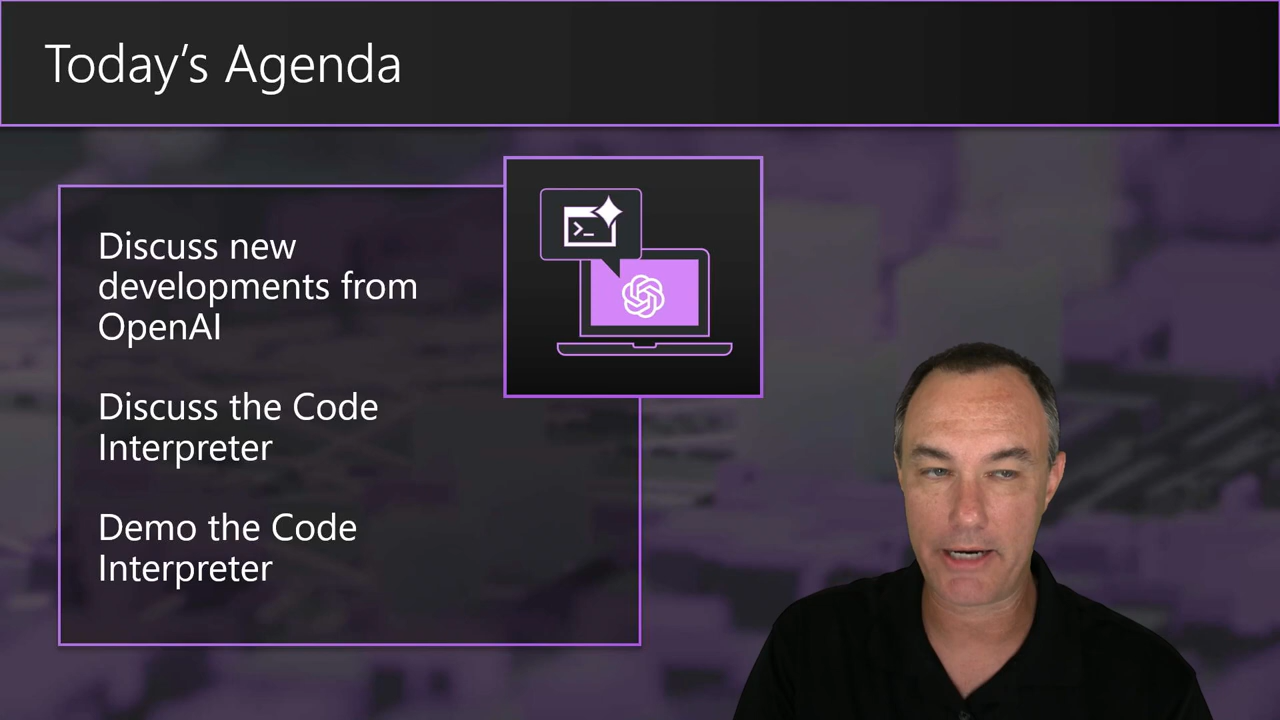 Today's Agenda
Discuss new
developments from
OpenAI
Discuss the Code
Interpreter
Demo the Code
Interpreter